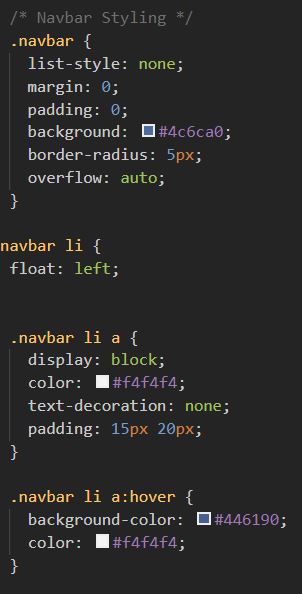 /* Navbar Styling */
.navbar {
list-style: none;
margin: 0;
padding: 0;
background: #4c6ca0;
border-radius: 5px;
overflow: auto;
}
navbar li {
float: left;
.navbar li a {
display: block;
color: #f4f4f4;
text-decoration: none;
padding: 15px 20px;
}
.navbar li a:hover {
background-color: #446190;
color: #f4f4f4;
}